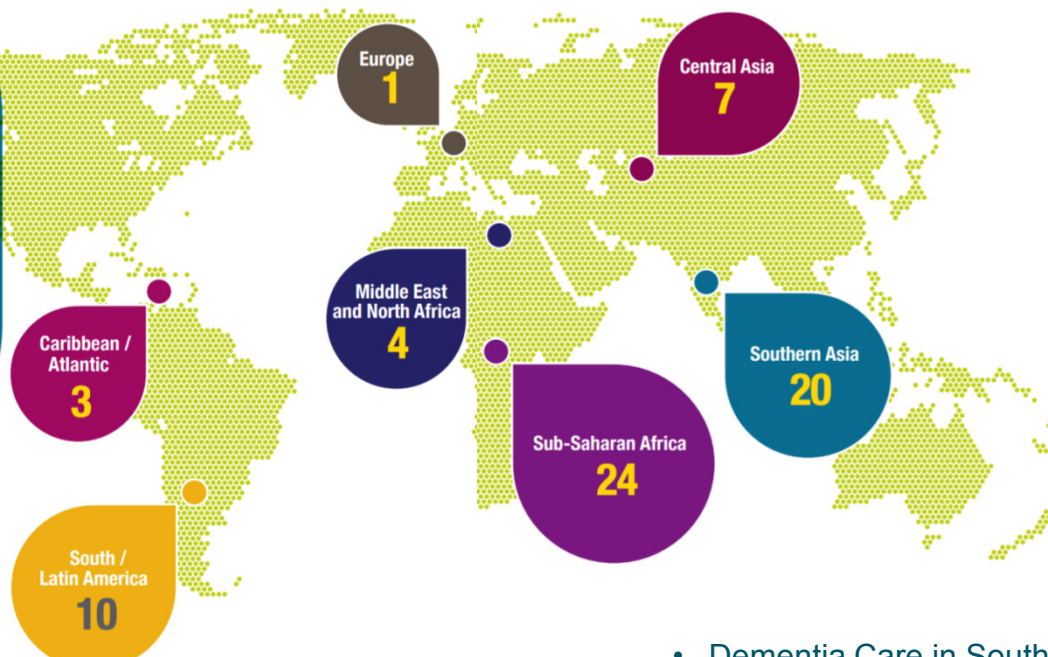 Europe
1
Central Asia
7
Middle East
and North Africa
4
Caribbean /
Atlantic
3
Southern Asia
20
Sub-Saharan Africa
24
South /
Latin America
10
• Dementia Care in South